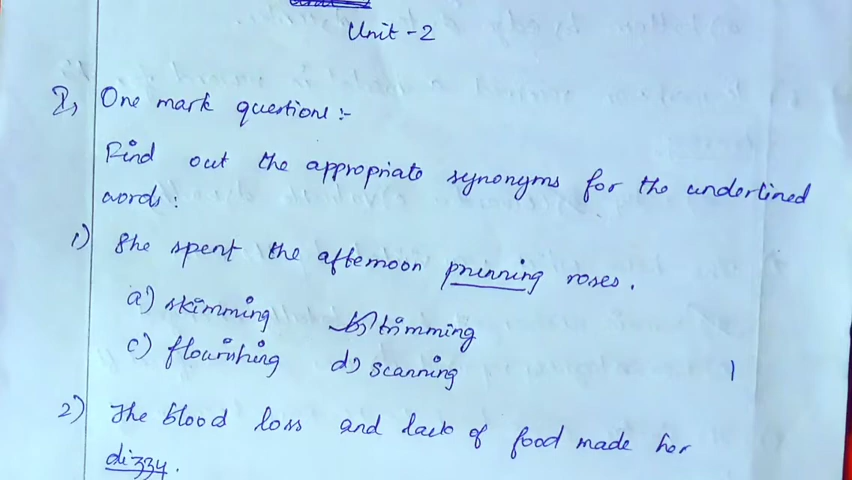 Unit - 2
I, One mark questions :-
Find out the appropriate synonyms for the underlined
words :
1) She spent the afternoon prunning roses.
a) skimming b) trimming
c) flourishing d) scanning 1
2) The blood loss and lack of food made her
dizzy.